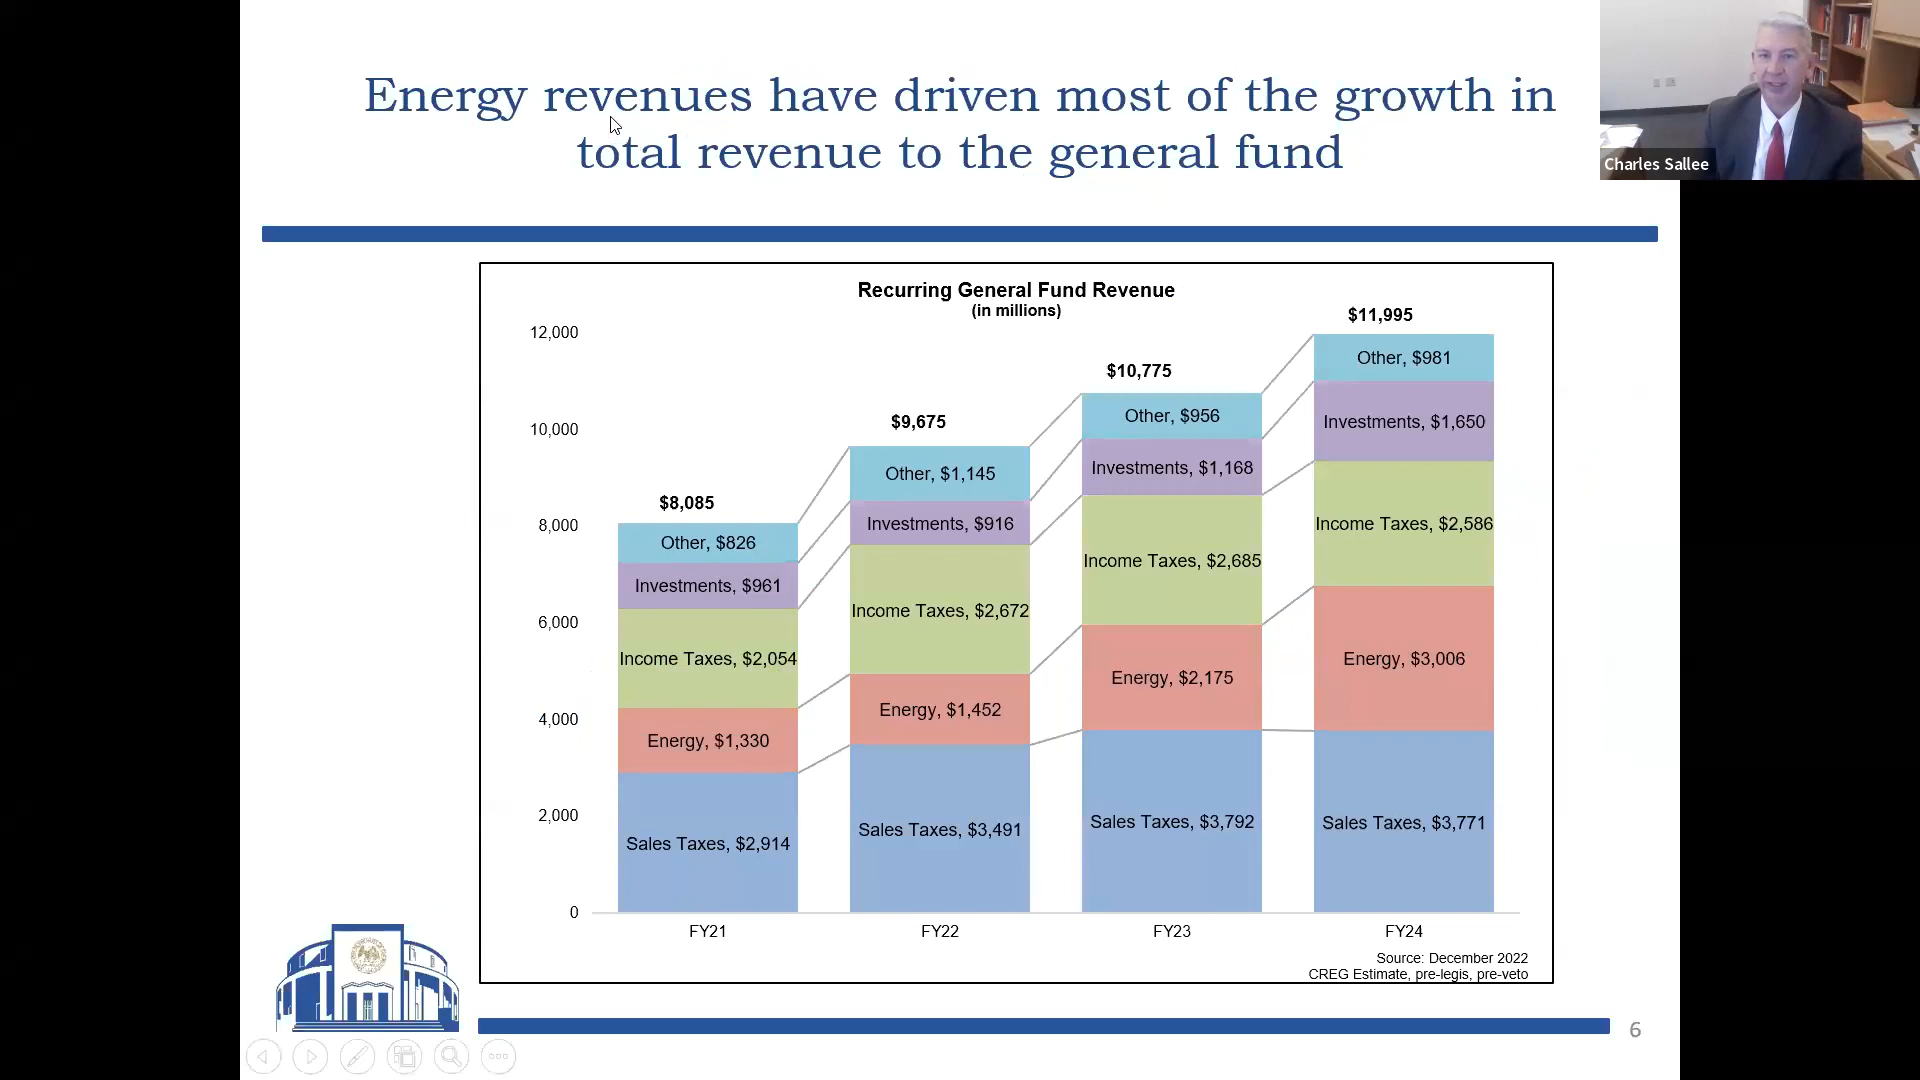 Energy revenues have driven most of the growth in
total revenue to the general fund
Charles Sallee
Recurring General Fund Revenue
(in millions)
12,000
10,000
8,000
6,000
4,000
2,000
0
$8,085
Other, $826
Investments, $961
Income Taxes, $2,054
Energy, $1,330
Sales Taxes, $2,914
FY21
$9,675
Other, $1,145
Investments, $916
Income Taxes, $2,672
Energy, $1,452
Sales Taxes, $3,491
FY22
$10,775
Other, $956
Investments, $1,168
Income Taxes, $2,685
Energy, $2,175
Sales Taxes, $3,792
FY23
$11,995
Other, $981
Investments, $1,650
Income Taxes, $2,586
Energy, $3,006
Sales Taxes, $3,771
FY24
Source: December 2022
CREG Estimate, pre-legis, pre-veto
6